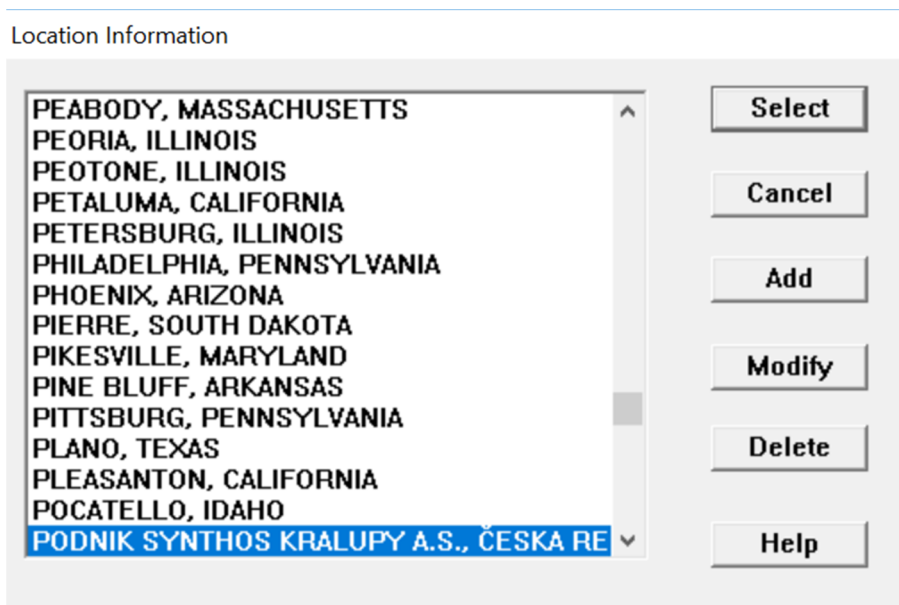 Location Information
PEABODY, MASSACHUSETTS
PEORIA, ILLINOIS
PEOTONE, ILLINOIS
PETALUMA, CALIFORNIA
PETERSBURG, ILLINOIS
PHILADELPHIA, PENNSYLVANIA
PHOENIX, ARIZONA
PIERRE, SOUTH DAKOTA
PIKESVILLE, MARYLAND
PINE BLUFF, ARKANSAS
PITTSBURG, PENNSYLVANIA
PLANO, TEXAS
PLEASANTON, CALIFORNIA
POCATELLO, IDAHO
PODNIK SYNTHOS KRALUPY A.S., ČESKA RE
Select
Cancel
Add
Modify
Delete
Help